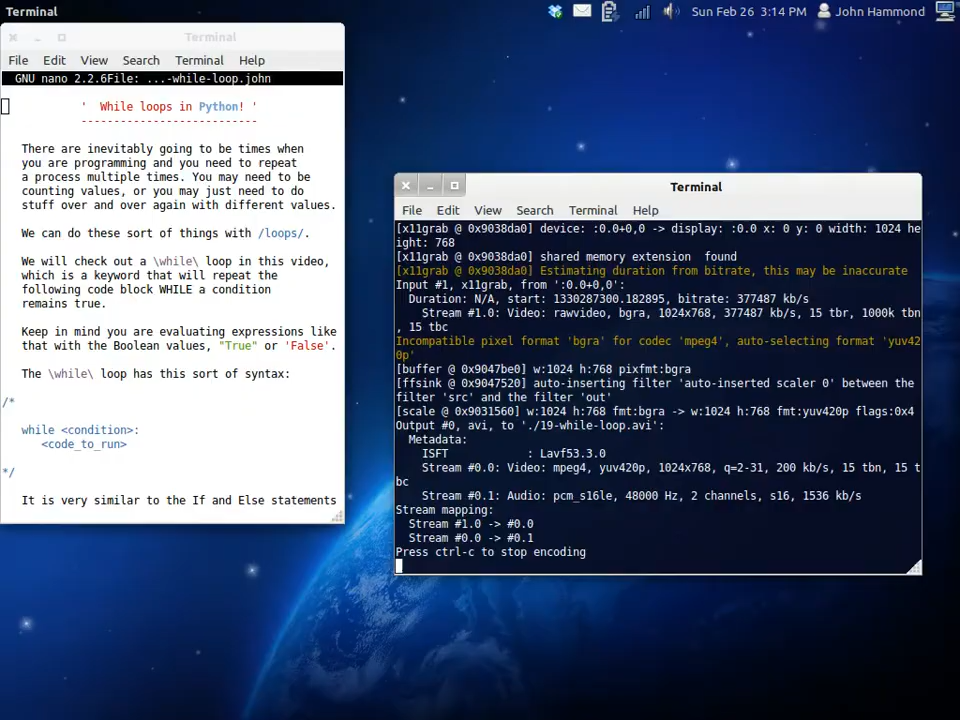 Terminal
Sun Feb 26 3:14 PM John Hammond
Terminal
File Edit View Search Terminal Help
GNU nano 2.2.6File: ...-while-loop.john
'  While loops in Python! '
--------------------------
There are inevitably going to be times when
you are programming and you need to repeat
a process multiple times. You may need to be
counting values, or you may just need to do
stuff over and over again with different values.
We can do these sort of things with /loops/.
We will check out a \while\ loop in this video,
which is a keyword that will repeat the
following code block WHILE a condition
remains true.
Keep in mind you are evaluating expressions like
that with the Boolean values, "True" or 'False'.
The \while\ loop has this sort of syntax:
/*
while <condition>:
<code_to_run>
*/
It is very similar to the If and Else statements
Terminal
File Edit View Search Terminal Help
[x11grab @ 0x9038da0] device: :0.0+0,0 -> display: :0.0 x: 0 y: 0 width: 1024 he
ight: 768
[x11grab @ 0x9038da0] shared memory extension  found
[x11grab @ 0x9038da0] Estimating duration from bitrate, this may be inaccurate
Input #1, x11grab, from ':0.0+0,0':
Duration: N/A, start: 1330287300.182895, bitrate: 377487 kb/s
Stream #1.0: Video: rawvideo, bgra, 1024x768, 377487 kb/s, 15 tbr, 1000k tbn
, 15 tbc
Incompatible pixel format 'bgra' for codec 'mpeg4', auto-selecting format 'yuv42
0p'
[buffer @ 0x9047be0] w:1024 h:768 pixfmt:bgra
[ffsink @ 0x9047520] auto-inserting filter 'auto-inserted scaler 0' between the
filter 'src' and the filter 'out'
[scale @ 0x9031560] w:1024 h:768 fmt:bgra -> w:1024 h:768 fmt:yuv420p flags:0x4
Output #0, avi, to './19-while-loop.avi':
Metadata:
ISFT            : Lavf53.3.0
Stream #0.0: Video: mpeg4, yuv420p, 1024x768, q=2-31, 200 kb/s, 15 tbn, 15 t
bc
Stream #0.1: Audio: pcm_s16le, 48000 Hz, 2 channels, s16, 1536 kb/s
Stream mapping:
Stream #1.0 -> #0.0
Stream #0.0 -> #0.1
Press ctrl-c to stop encoding